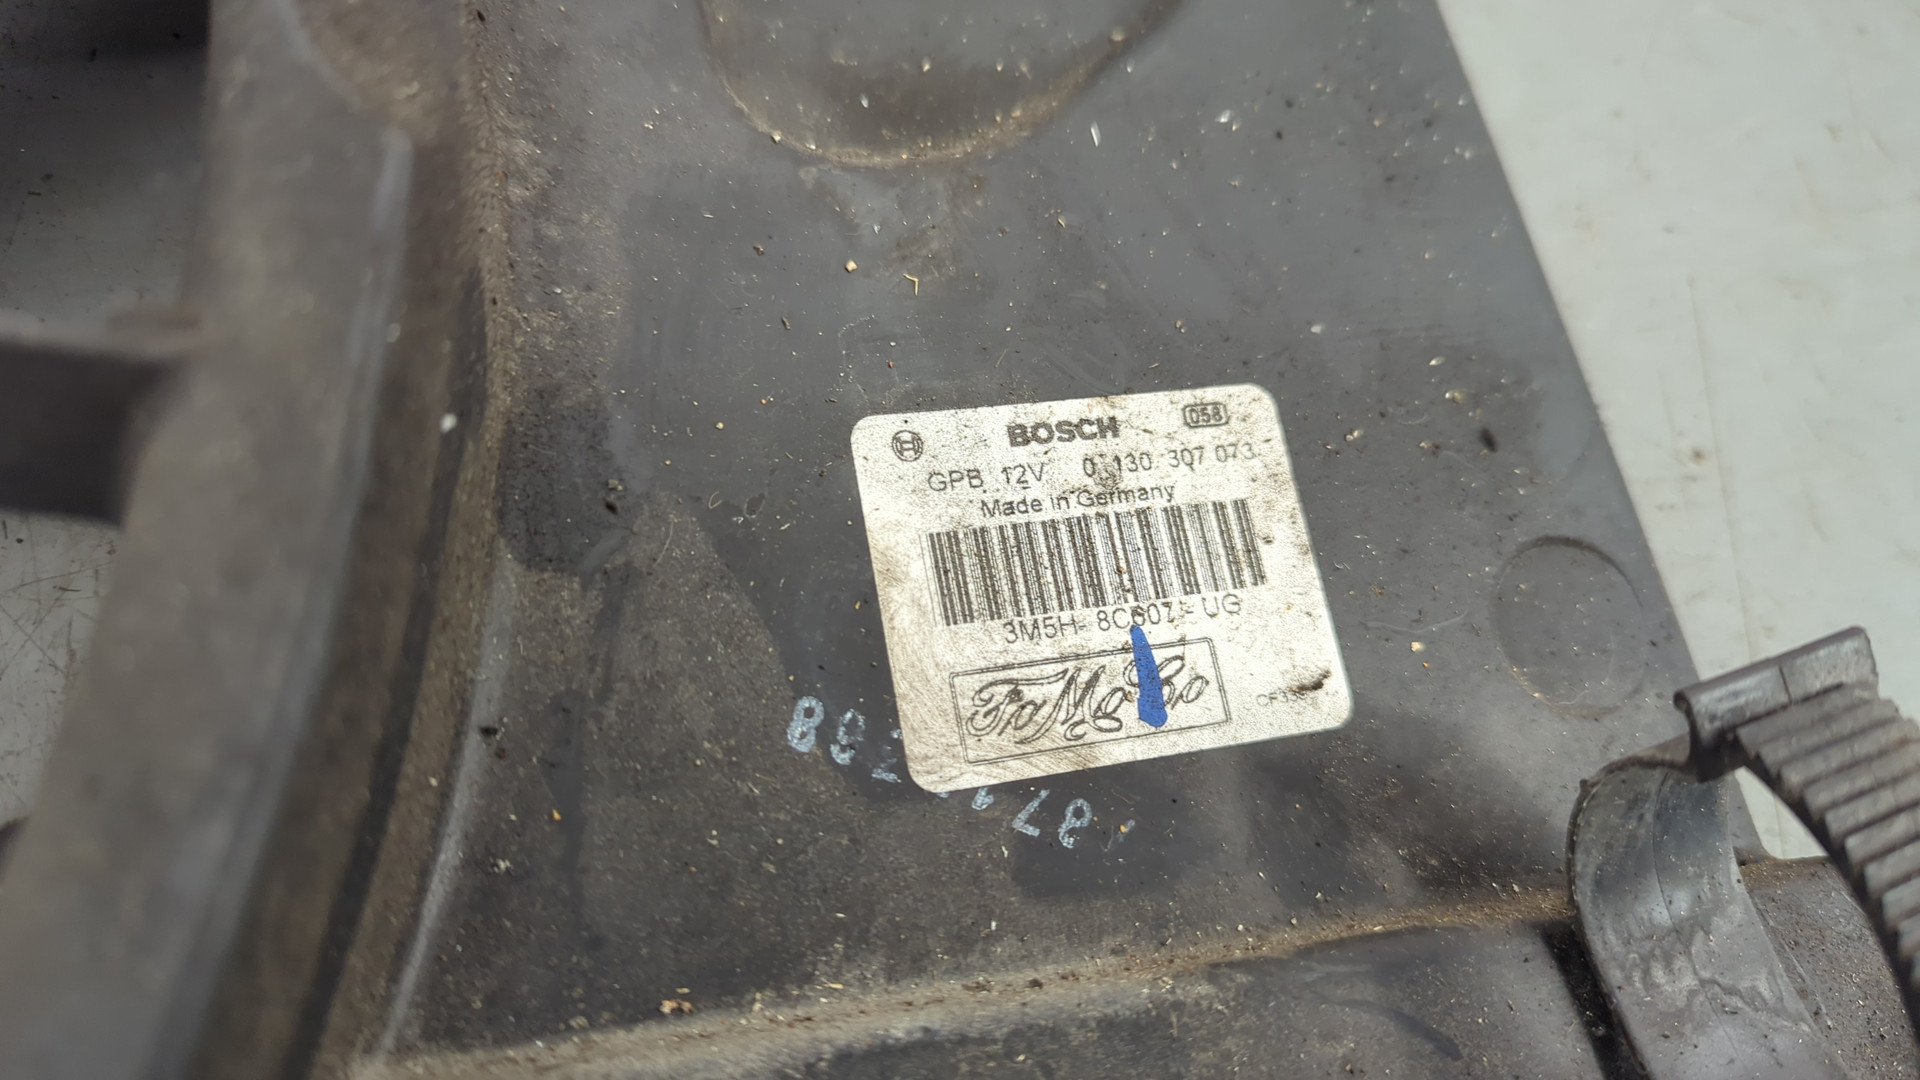 BOSCH 058
GPB 12V 0 130 307 073
Made in Germany
3M5H-8C607-UG
FoMoCo